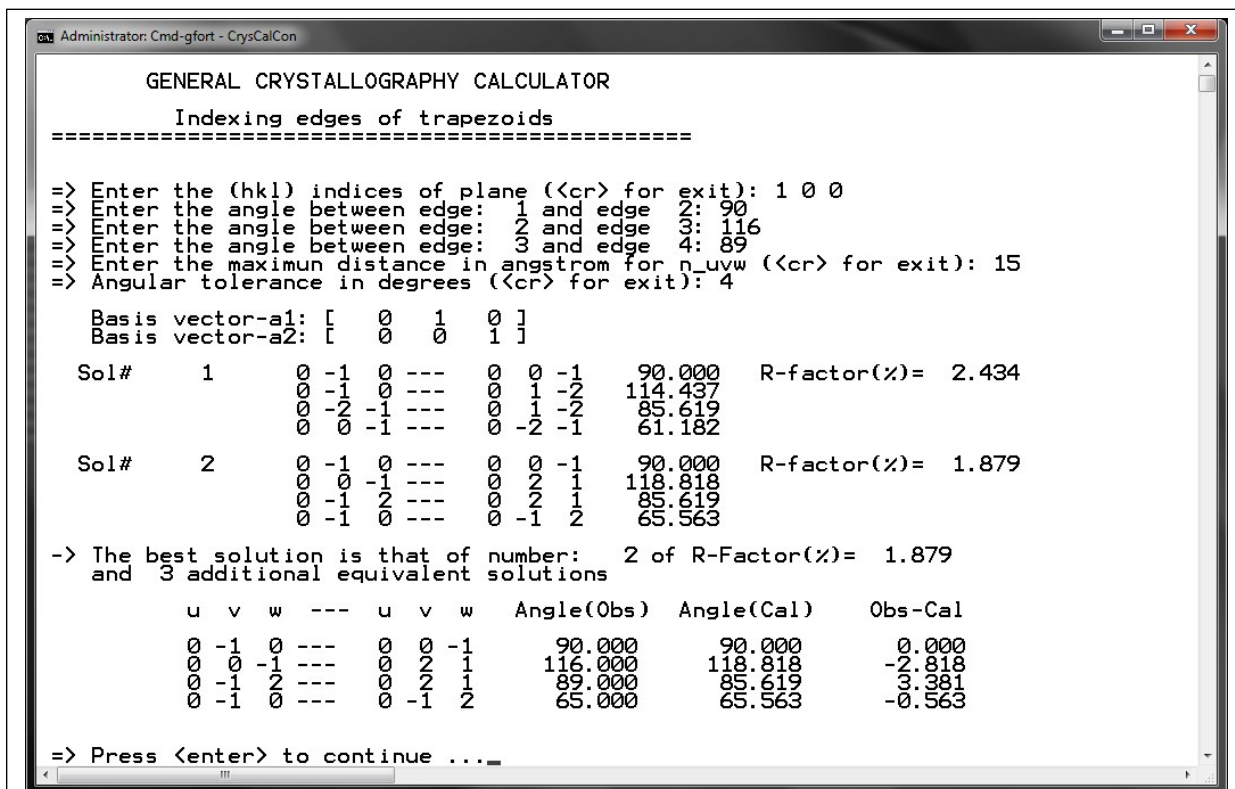 Administrator: Cmd-gfort - CrysCalCon
GENERAL CRYSTALLOGRAPHY CALCULATOR
Indexing edges of trapezoids
===============================================
=> Enter the (hkl) indices of plane (<cr> for exit): 1 0 0
=> Enter the angle between edge:  1 and edge  2: 90
=> Enter the angle between edge:  2 and edge  3: 116
=> Enter the angle between edge:  3 and edge  4: 89
=> Enter the maximun distance in angstrom for n_uvw (<cr> for exit): 15
=> Angular tolerance in degrees (<cr> for exit): 4
Basis vector-a1: [   0   1   0 ]
Basis vector-a2: [   0   0   1 ]
Sol#      1      0 -1  0 ---   0  0 -1    90.000   R-factor(%)=  2.434
0 -1  0 ---   0  1 -2   114.437
0 -2 -1 ---   0  1 -2    85.619
0  0 -1 ---   0 -2 -1    61.182
Sol#      2      0 -1  0 ---   0  0 -1    90.000   R-factor(%)=  1.879
0  0 -1 ---   0  2  1   118.818
0 -1  2 ---   0  2  1    85.619
0 -1  0 ---   0 -1  2    65.563
-> The best solution is that of number:   2 of R-Factor(%)=  1.879
and  3 additional equivalent solutions
u  v  w  ---  u  v  w   Angle(Obs)  Angle(Cal)   Obs-Cal
0 -1  0 ---   0  0 -1     90.000      90.000      0.000
0  0 -1 ---   0  2  1    116.000     118.818     -2.818
0 -1  2 ---   0  2  1     89.000      85.619      3.381
0 -1  0 ---   0 -1  2     65.000      65.563     -0.563
=> Press <enter> to continue ..._